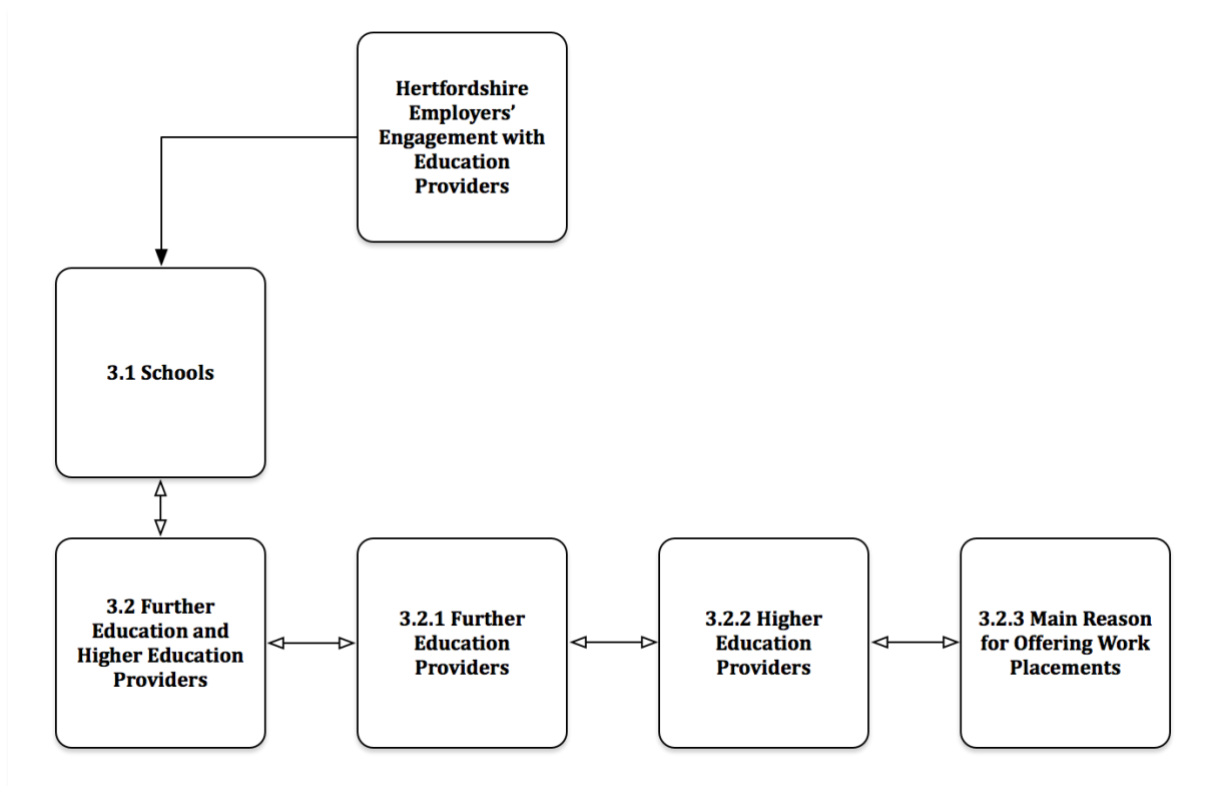 Hertfordshire
Employers’
Engagement with
Education
Providers
3.1 Schools
3.2 Further
Education and
Higher Education
Providers
3.2.1 Further
Education
Providers
3.2.2 Higher
Education
Providers
3.2.3 Main Reason
for Offering Work
Placements